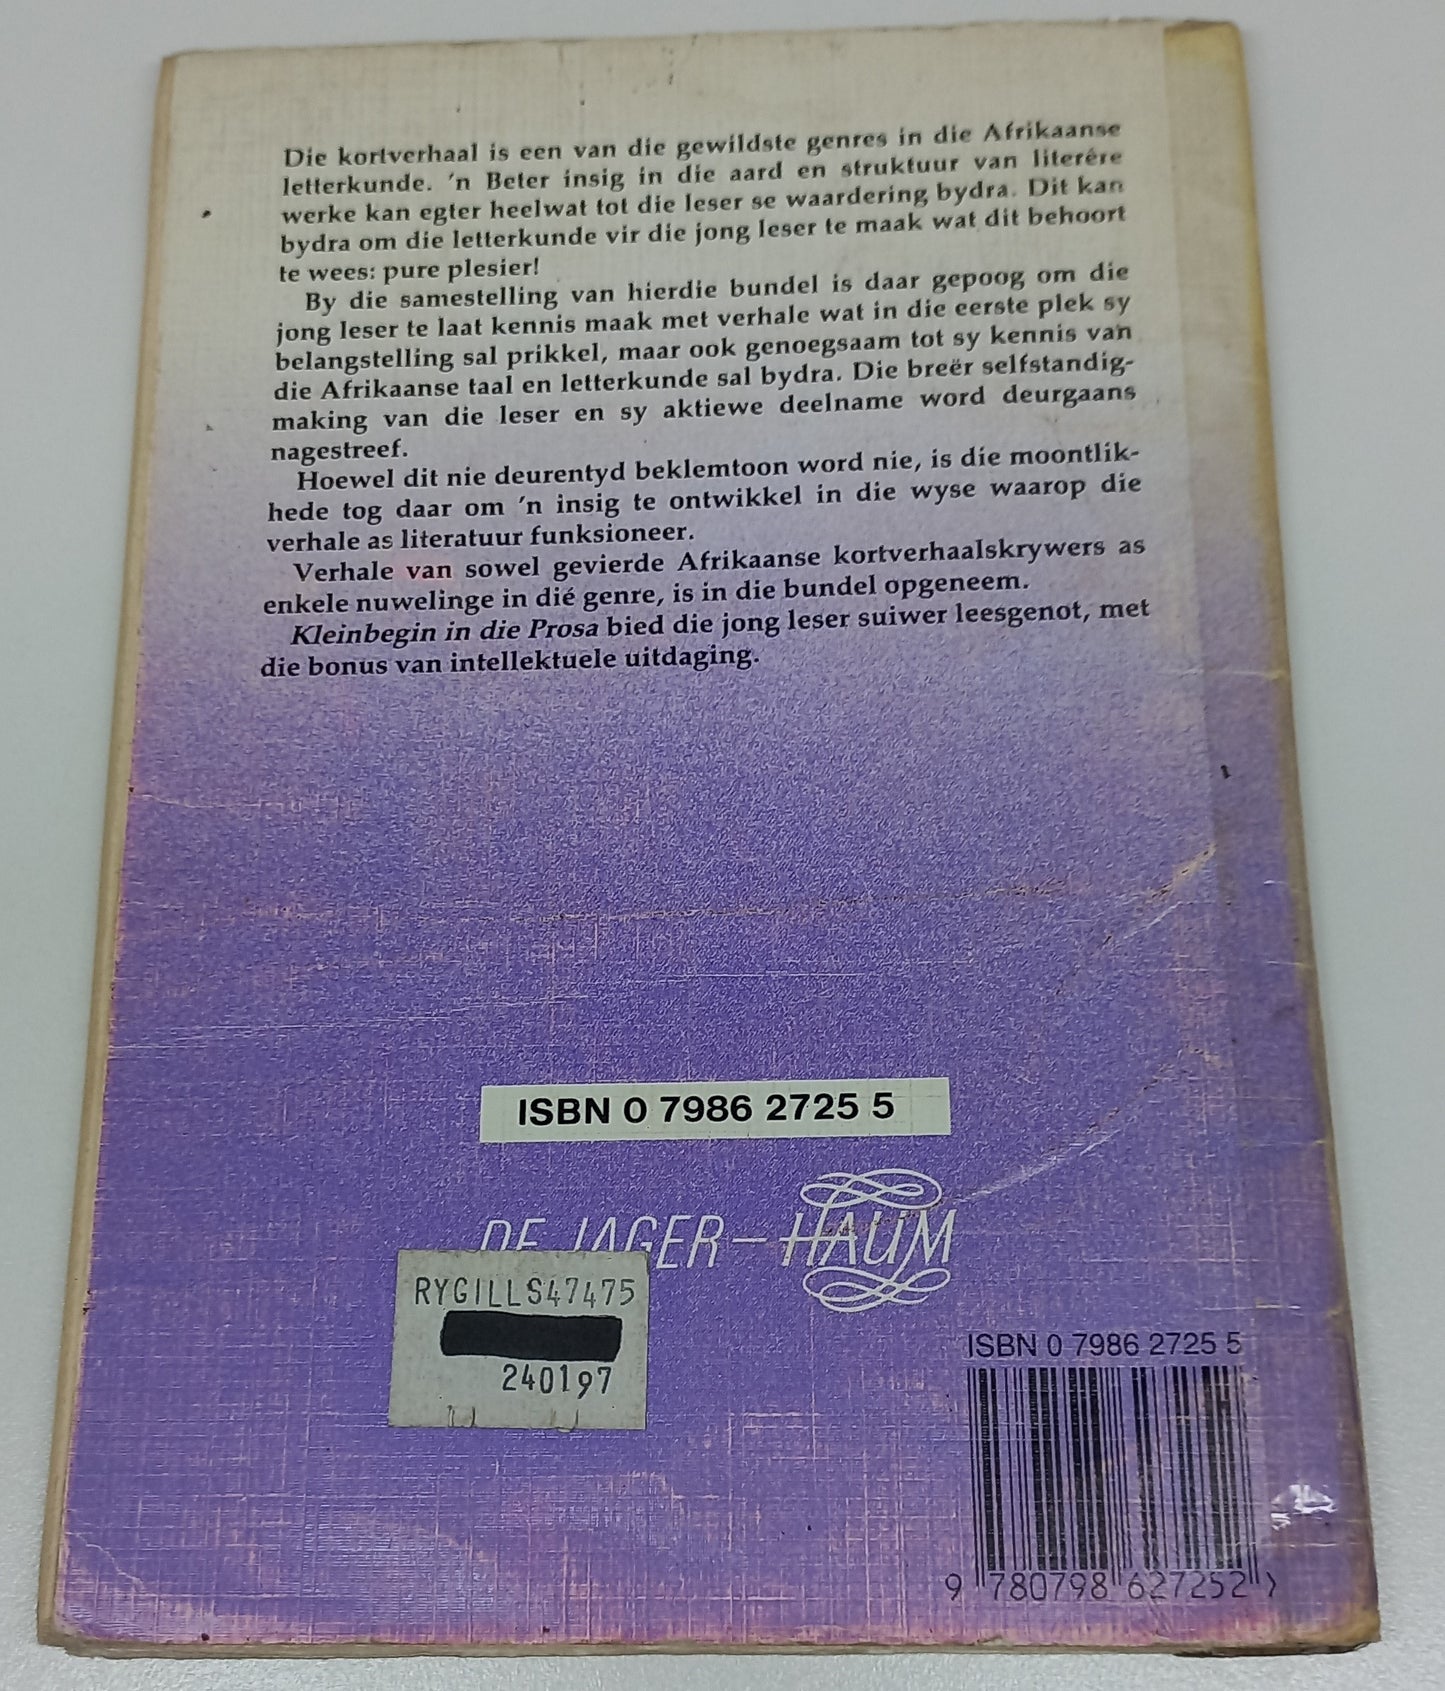 Die kortverhaal is een van die gewildste genres in die Afrikaanse
letterkunde. 'n Beter insig in die aard en struktuur van literêre
werke kan egter heelwat tot die leser se waardering bydra. Dit kan
bydra om die letterkunde vir die jong leser te maak wat dit behoort
te wees: pure plesier!
By die samestelling van hierdie bundel is daar gepoog om die
jong leser te laat kennis maak met verhale wat in die eerste plek sy
belangstelling sal prikkel, maar ook genoegsaam tot sy kennis van
die Afrikaanse taal en letterkunde sal bydra. Die breër selfstandig-
making van die leser en sy aktiewe deelname word deurgaans
nagestreef.
Hoewel dit nie deurentyd beklemtoon word nie, is die moontlik-
hede tog daar om 'n insig te ontwikkel in die wyse waarop die
verhale as literatuur funksioneer.
Verhale van sowel gevierde Afrikaanse kortverhaalskrywers as
enkele nuwelinge in dié genre, is in die bundel opgeneem.
Kleinbegin in die Prosa bied die jong leser suiwer leesgenot, met
die bonus van intellektuele uitdaging.
ISBN 0 7986 2725 5
DE JAGER–HAUM
RYGILLS47475
240197
ISBN 0 7986 2725 5
9 780798 627252 >